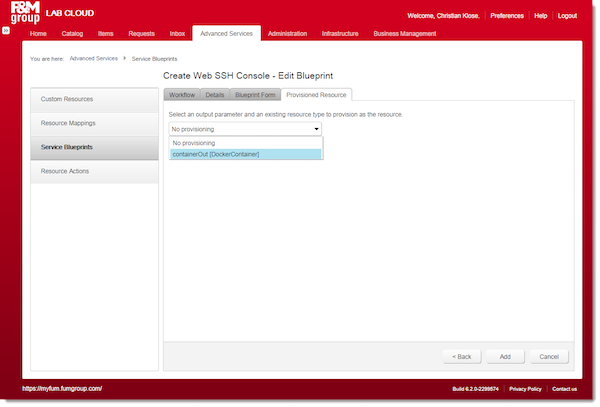 F&M
group
LAB CLOUD
Welcome, Christian Klose.
Preferences
Help
Logout
Home
Catalog
Items
Requests
Inbox
Advanced Services
Administration
Infrastructure
Business Management
You are here:
Advanced Services
Service Blueprints
Create Web SSH Console - Edit Blueprint
Custom Resources
Resource Mappings
Service Blueprints
Resource Actions
Workflow
Details
Blueprint Form
Provisioned Resource
Select an output parameter and an existing resource type to provision as the resource.
No provisioning
No provisioning
containerOut [DockerContainer]
< Back
Add
Cancel
https://myfum.fumgroup.com/
Build 6.2.0-2299574
Privacy Policy
Contact us